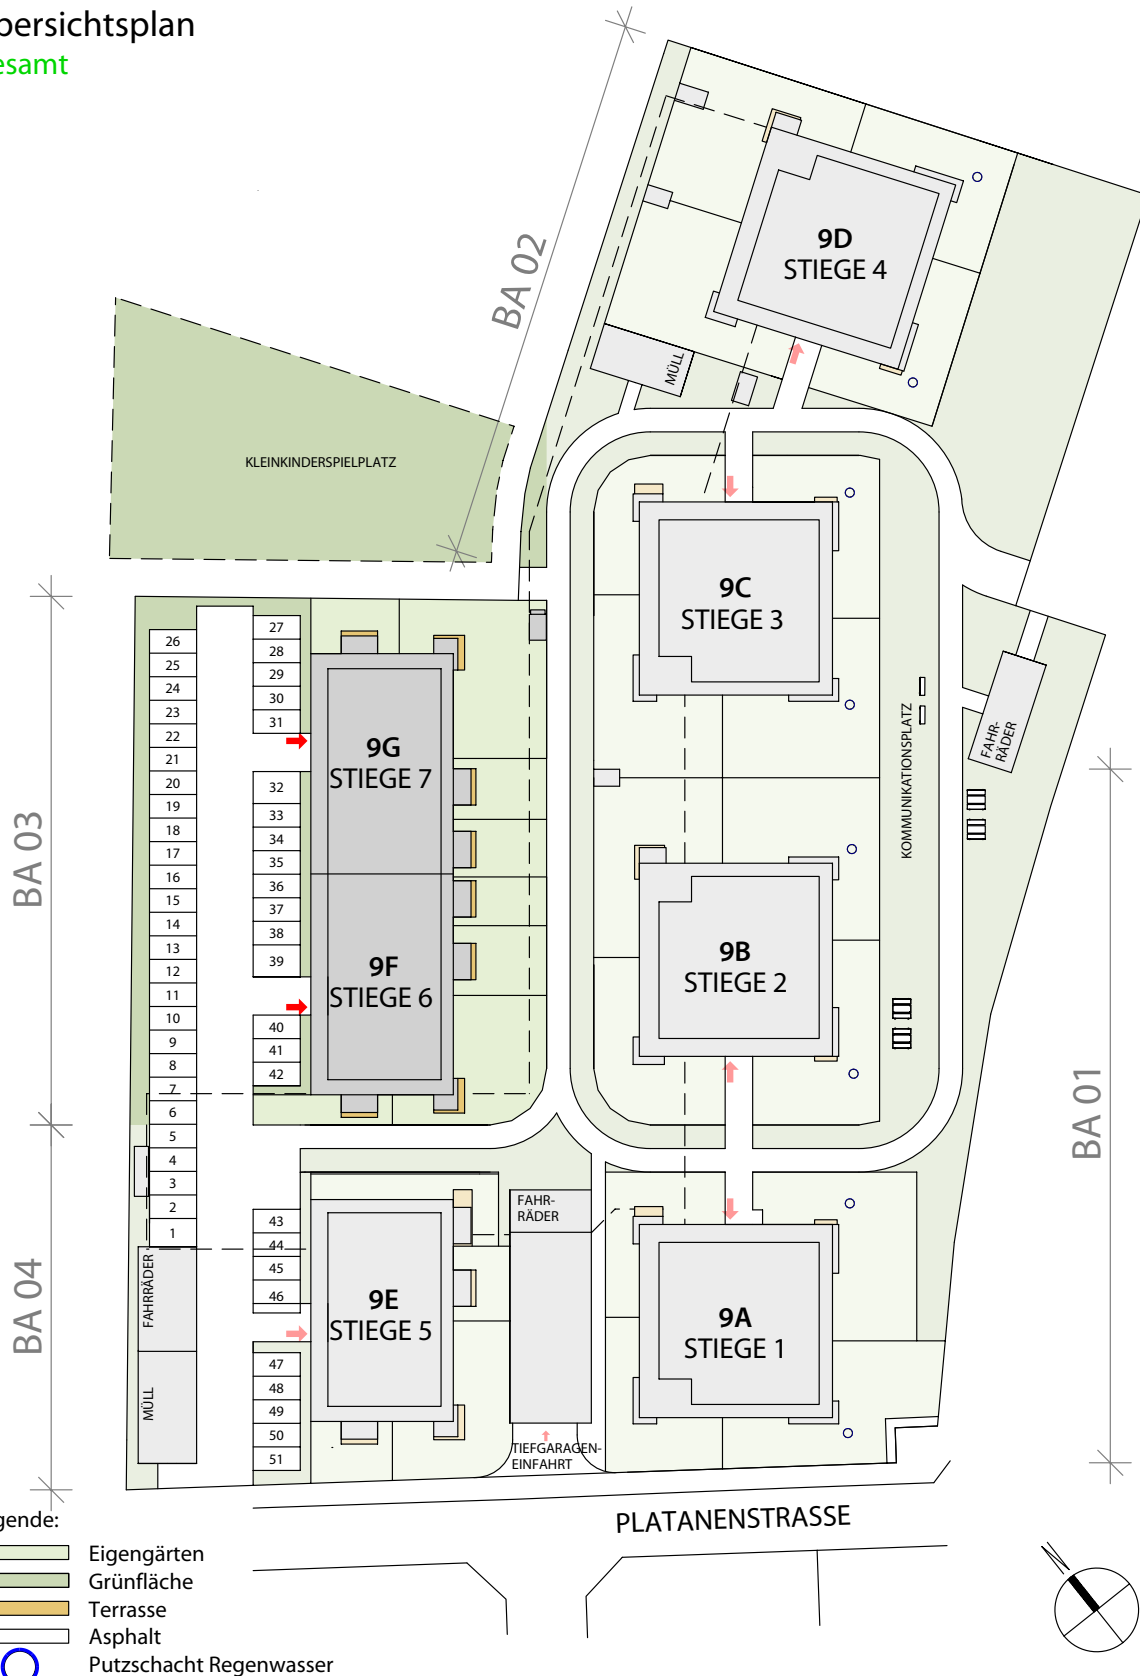 bersichtsplan
esamt
BA 02
9D
STIEGE 4
MÜLL
KLEINKINDERSPIELPLATZ
9C
STIEGE 3
BA 03
26
25
24
23
22
21
20
19
18
17
16
15
14
13
12
11
10
9
8
7
6
5
4
3
2
1
27
28
29
30
31
32
33
34
35
36
37
38
39
40
41
42
9G
STIEGE 7
9F
STIEGE 6
KOMMUNIKATIONSPLATZ
FAHR-
RÄDER
9B
STIEGE 2
BA 01
BA 04
FAHRRÄDER
MÜLL
43
44
45
46
47
48
49
50
51
9E
STIEGE 5
FAHR-
RÄDER
9A
STIEGE 1
TIEFGARAGEN-
EINFAHRT
PLATANENSTRASSE
gende:
Eigengärten
Grünfläche
Terrasse
Asphalt
Putzschacht Regenwasser
N